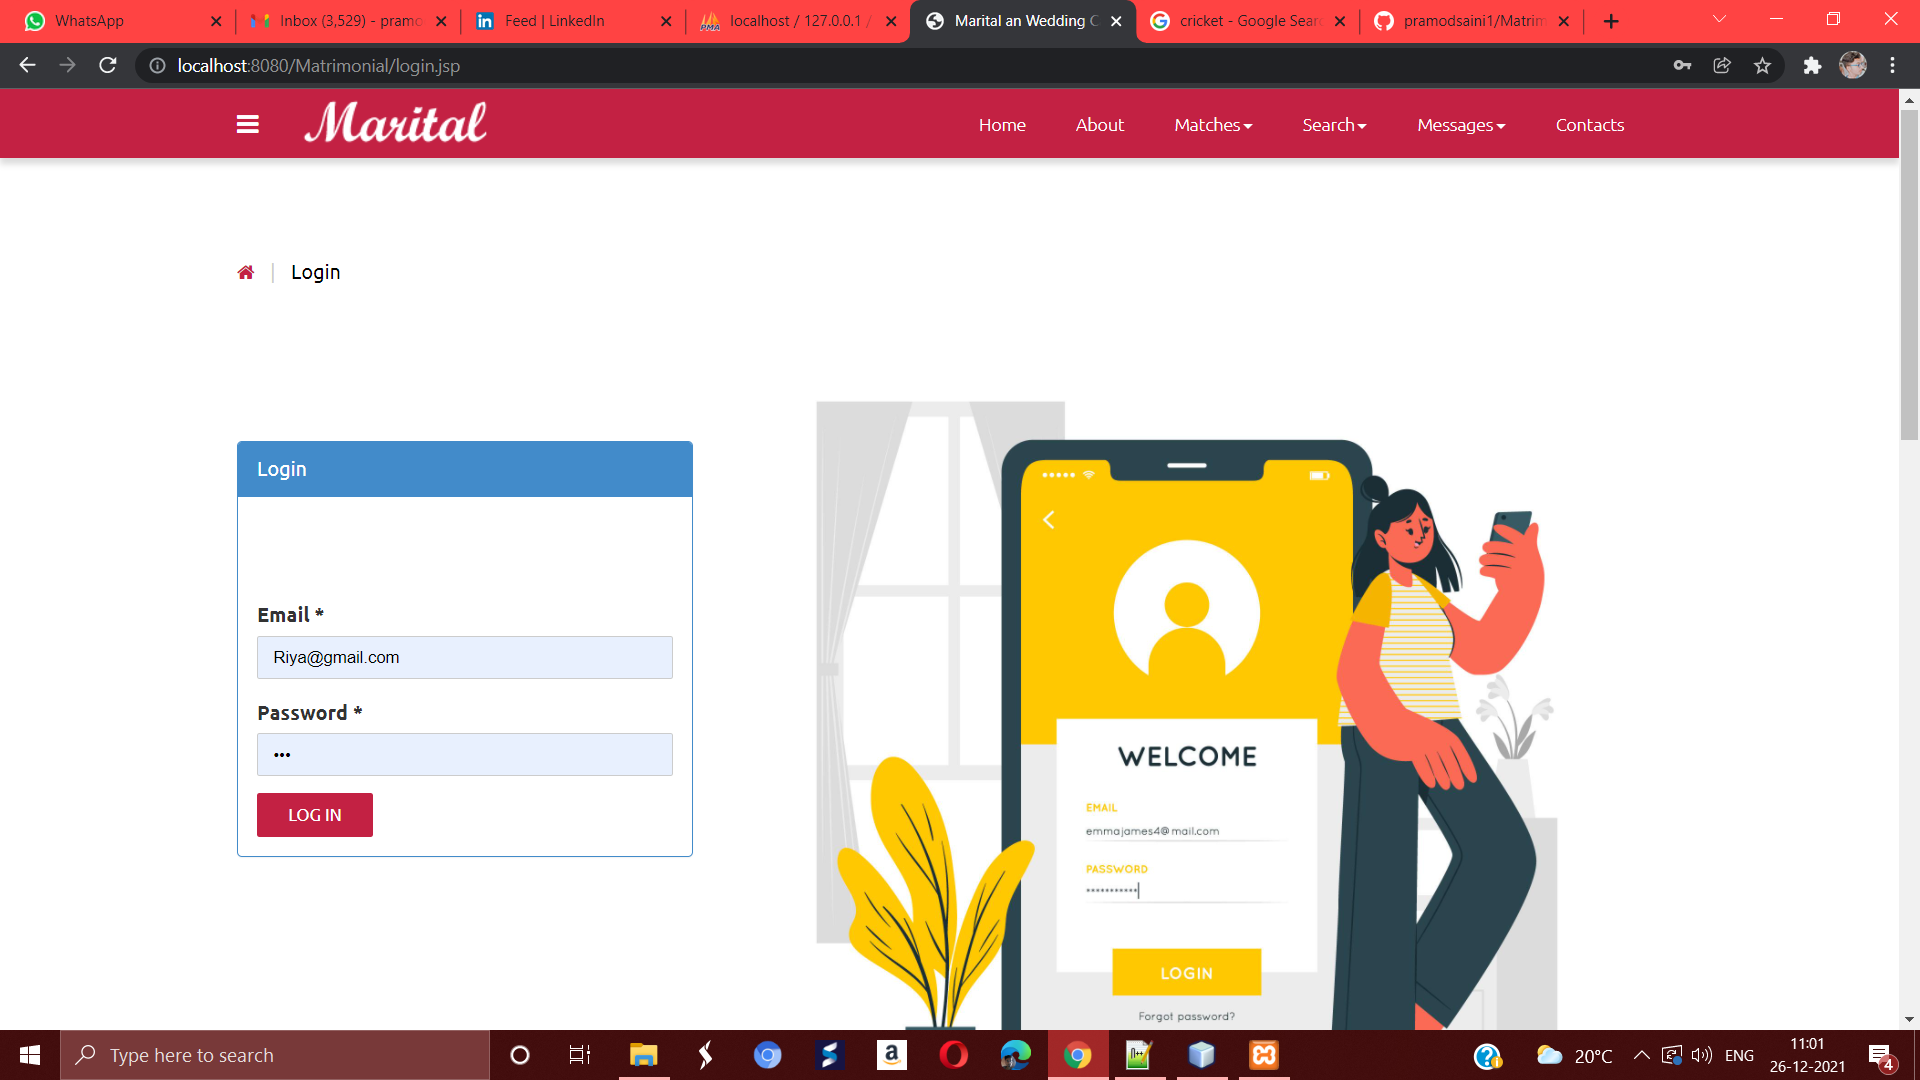 WhatsApp
Inbox (3,529) - pramo
Feed | LinkedIn
localhost / 127.0.0.1 /
Marital an Wedding C
cricket - Google Sear
pramodsaini1/Matrim
localhost:8080/Matrimonial/login.jsp
Marital
Home
About
Matches
Search
Messages
Contacts
Login
Login
Email *
Riya@gmail.com
Password *
•••
LOG IN
WELCOME
EMAIL
emmajames4@mail.com
PASSWORD
LOGIN
Forgot password?
Type here to search
20°C
ENG
11:01
26-12-2021
4